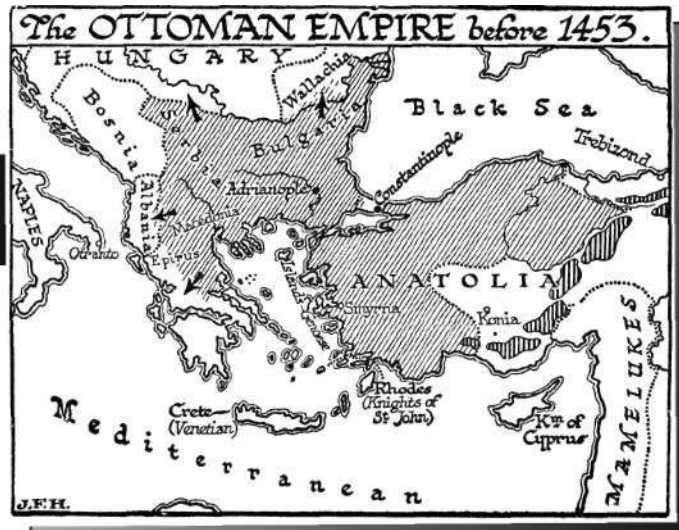 The OTTOMAN EMPIRE before 1453.
HUNGARY
Wallachia
Bosnia
Serbia
Bulgaria
Black Sea
Constantinople
Trebizond
Albania
Adrianople
Macedonia
NAPLES
Otranto
Epirus
ANATOLIA
Smyrna
Konia
MAMELUKES
Rhodes
(Knights of
St John)
Crete
(Venetian)
Km of
Cyprus
Mediterranean
J.F.H.